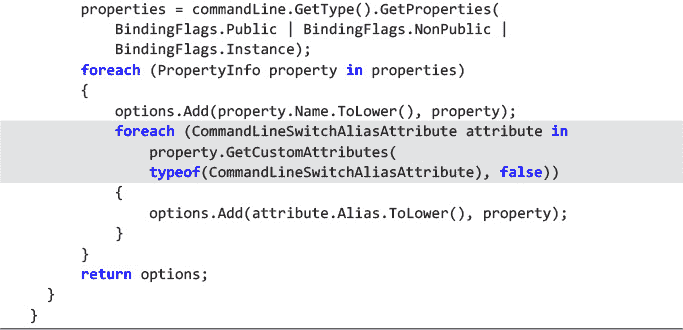 properties = commandLine.GetType().GetProperties(
BindingFlags.Public | BindingFlags.NonPublic |
BindingFlags.Instance);
foreach (PropertyInfo property in properties)
{
options.Add(property.Name.ToLower(), property);
foreach (CommandLineSwitchAliasAttribute attribute in
property.GetCustomAttributes(
typeof(CommandLineSwitchAliasAttribute), false))
{
options.Add(attribute.Alias.ToLower(), property);
}
}
return options;
}
}